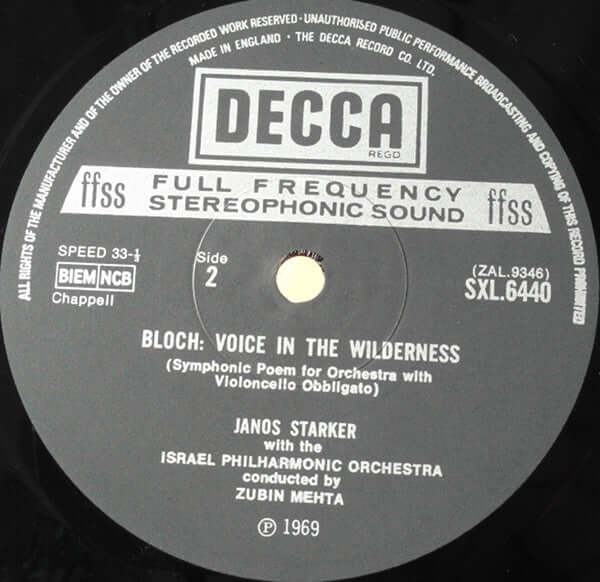 ALL RIGHTS OF THE MANUFACTURER AND OF THE OWNER OF THE RECORDED WORK RESERVED · UNAUTHORISED PUBLIC PERFORMANCE BROADCASTING AND COPYING OF THIS RECORD PROHIBITED
MADE IN ENGLAND · THE DECCA RECORD CO. LTD.
DECCA
REGD
ffss FULL FREQUENCY ffss
STEREOPHONIC SOUND
SPEED 33-⅓
BIEM NCB
Chappell
Side
2
(ZAL.9346)
SXL.6440
BLOCH: VOICE IN THE WILDERNESS
(Symphonic Poem for Orchestra with
Violoncello Obbligato)
JANOS STARKER
with the
ISRAEL PHILHARMONIC ORCHESTRA
conducted by
ZUBIN MEHTA
Ⓟ 1969